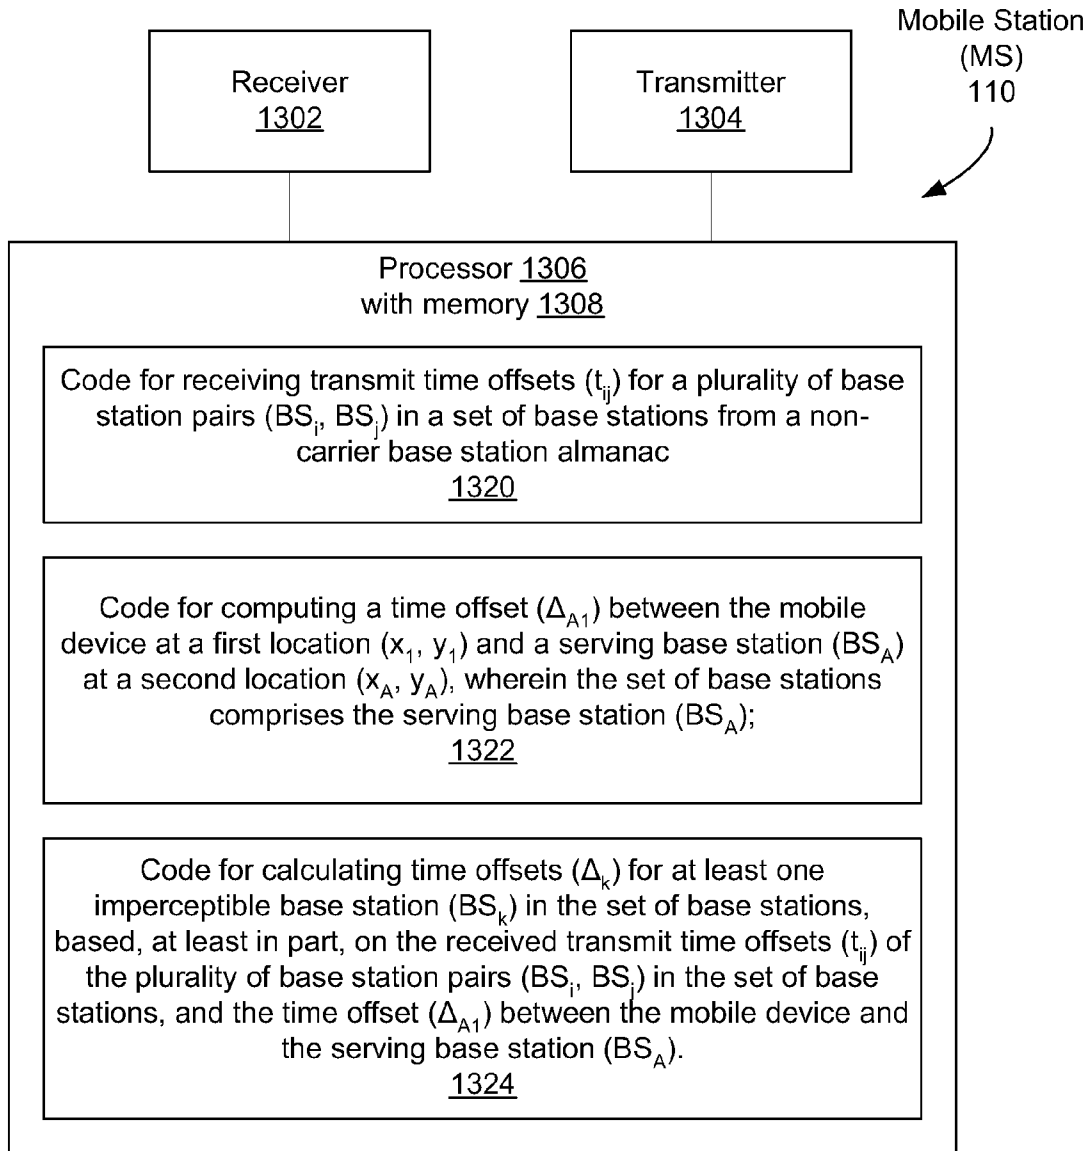 Mobile Station
(MS)
110
Receiver
1302
Transmitter
1304
Processor 1306
with memory 1308
Code for receiving transmit time offsets (tij) for a plurality of base
station pairs (BSi, BSj) in a set of base stations from a non-
carrier base station almanac
1320
Code for computing a time offset (ΔA1) between the mobile
device at a first location (x1, y1) and a serving base station (BSA)
at a second location (xA, yA), wherein the set of base stations
comprises the serving base station (BSA);
1322
Code for calculating time offsets (Δk) for at least one
imperceptible base station (BSk) in the set of base stations,
based, at least in part, on the received transmit time offsets (tij) of
the plurality of base station pairs (BSi, BSj) in the set of base
stations, and the time offset (ΔA1) between the mobile device and
the serving base station (BSA).
1324